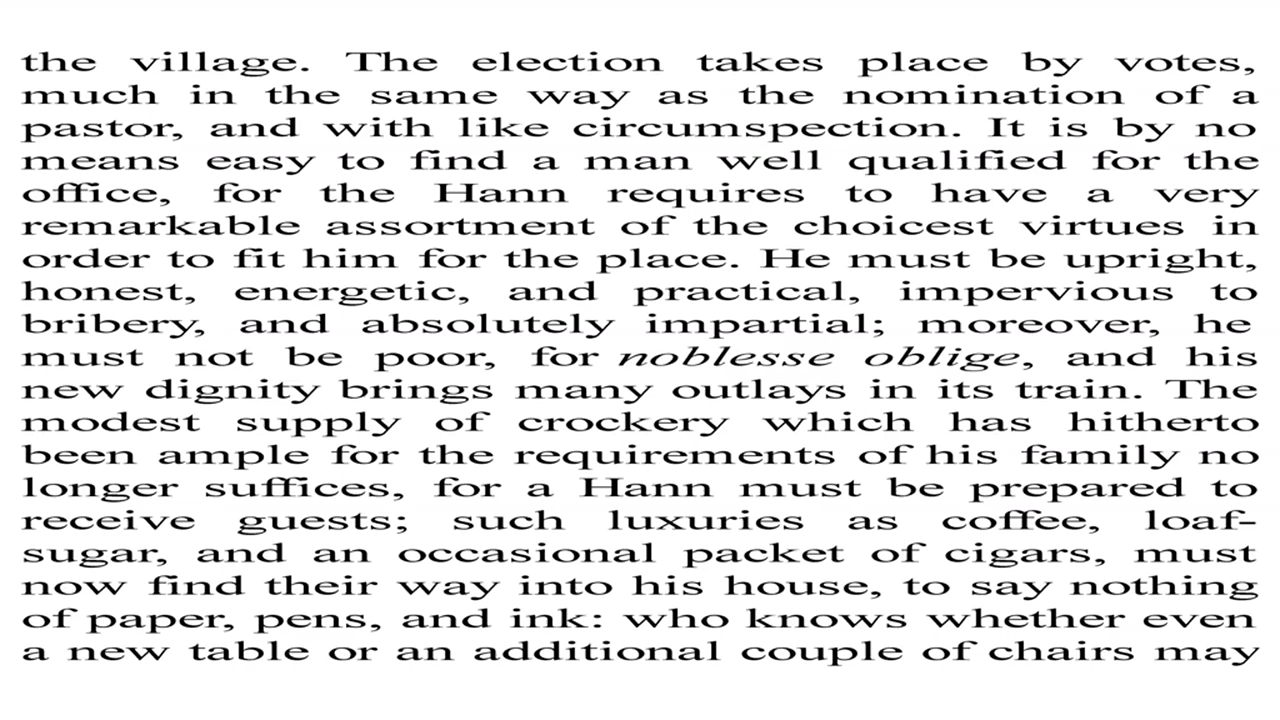 the village. The election takes place by votes,
much in the same way as the nomination of a
pastor, and with like circumspection. It is by no
means easy to find a man well qualified for the
office, for the Hann requires to have a very
remarkable assortment of the choicest virtues in
order to fit him for the place. He must be upright,
honest, energetic, and practical, impervious to
bribery, and absolutely impartial; moreover, he
must not be poor, for noblesse oblige, and his
new dignity brings many outlays in its train. The
modest supply of crockery which has hitherto
been ample for the requirements of his family no
longer suffices, for a Hann must be prepared to
receive guests; such luxuries as coffee, loaf-
sugar, and an occasional packet of cigars, must
now find their way into his house, to say nothing
of paper, pens, and ink: who knows whether even
a new table or an additional couple of chairs may